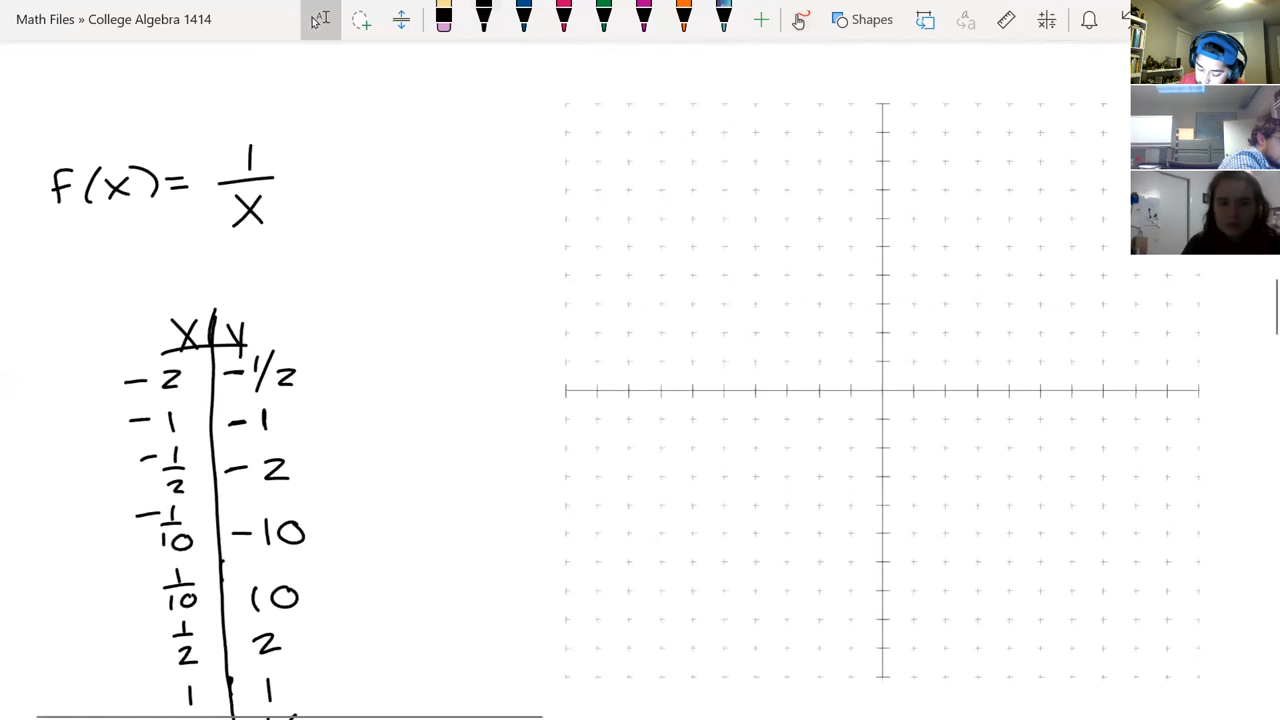 Math Files » College Algebra 1414
Shapes
F(x) = 1/x
x | y
-2 | -1/2
-1 | -1
-1/2 | -2
-1/10 | -10
1/10 | 10
1/2 | 2
1 | 1